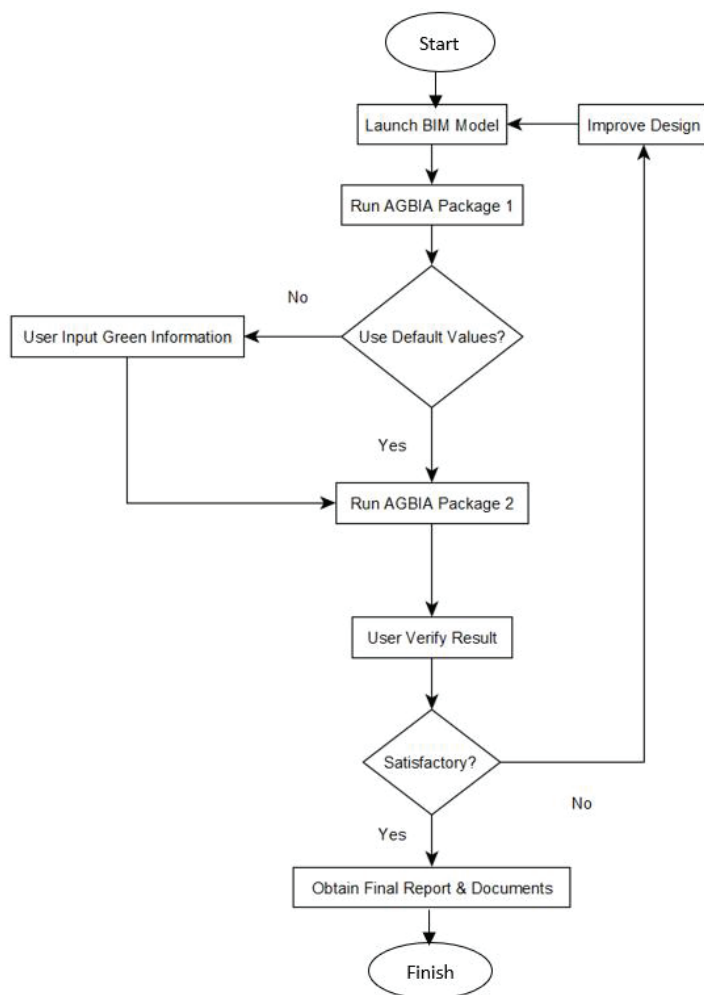 Start
Launch BIM Model
Improve Design
Run AGBIA Package 1
No
User Input Green Information
Use Default Values?
Yes
Run AGBIA Package 2
User Verify Result
Satisfactory?
No
Yes
Obtain Final Report & Documents
Finish